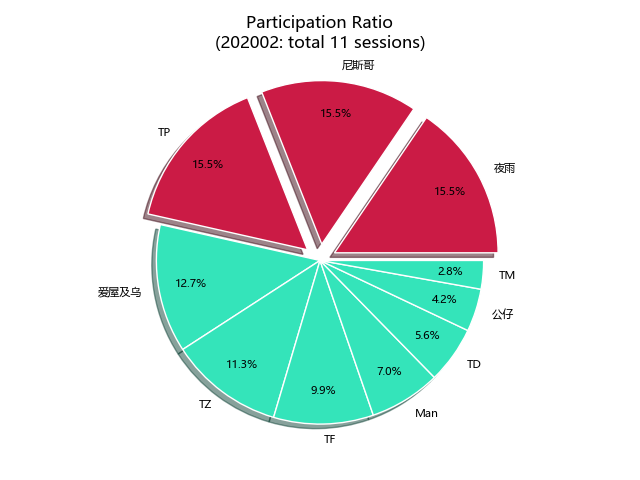 Participation Ratio
(202002: total 11 sessions)
尼斯哥
15.5%
TP
15.5%
夜雨
15.5%
爱屋及乌
12.7%
TM
2.8%
公仔
4.2%
TD
5.6%
Man
7.0%
TF
9.9%
TZ
11.3%